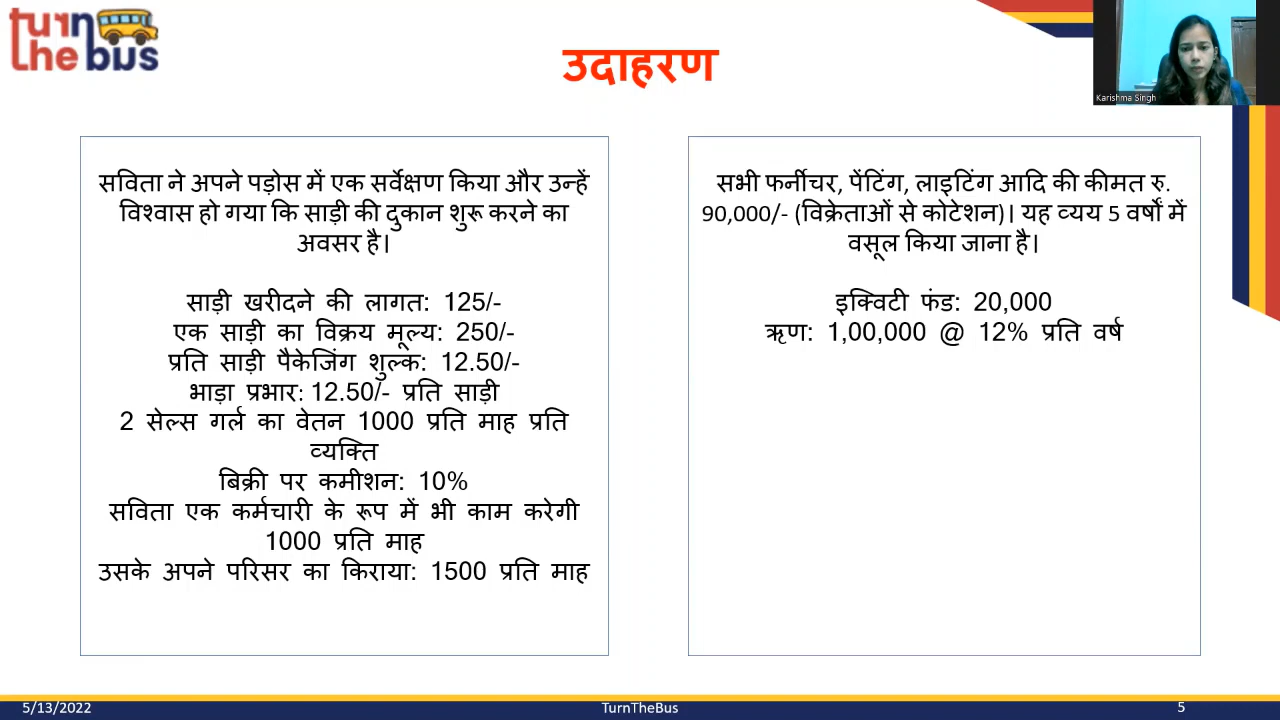 turn
the bus
उदाहरण
Karishma Singh
सविता ने अपने पड़ोस में एक सर्वेक्षण किया और उन्हें
विश्वास हो गया कि साड़ी की दुकान शुरू करने का
अवसर है।
साड़ी खरीदने की लागत: 125/-
एक साड़ी का विक्रय मूल्य: 250/-
प्रति साड़ी पैकेजिंग शुल्क: 12.50/-
भाड़ा प्रभार: 12.50/- प्रति साड़ी
2 सेल्स गर्ल का वेतन 1000 प्रति माह प्रति
व्यक्ति
बिक्री पर कमीशन: 10%
सविता एक कर्मचारी के रूप में भी काम करेगी
1000 प्रति माह
उसके अपने परिसर का किराया: 1500 प्रति माह
सभी फर्नीचर, पेंटिंग, लाइटिंग आदि की कीमत रु.
90,000/- (विक्रेताओं से कोटेशन)। यह व्यय 5 वर्षों में
वसूल किया जाना है।
इक्विटी फंड: 20,000
ऋण: 1,00,000 @ 12% प्रति वर्ष
5/13/2022
TurnTheBus
5